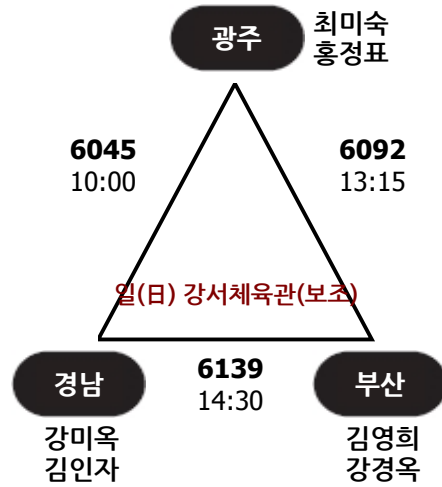 광주
최미숙
홍정표
6045
10:00
6092
13:15
일(日) 강서체육관(보조)
경남
6139
14:30
부산
강미옥
김인자
김영희
강경옥